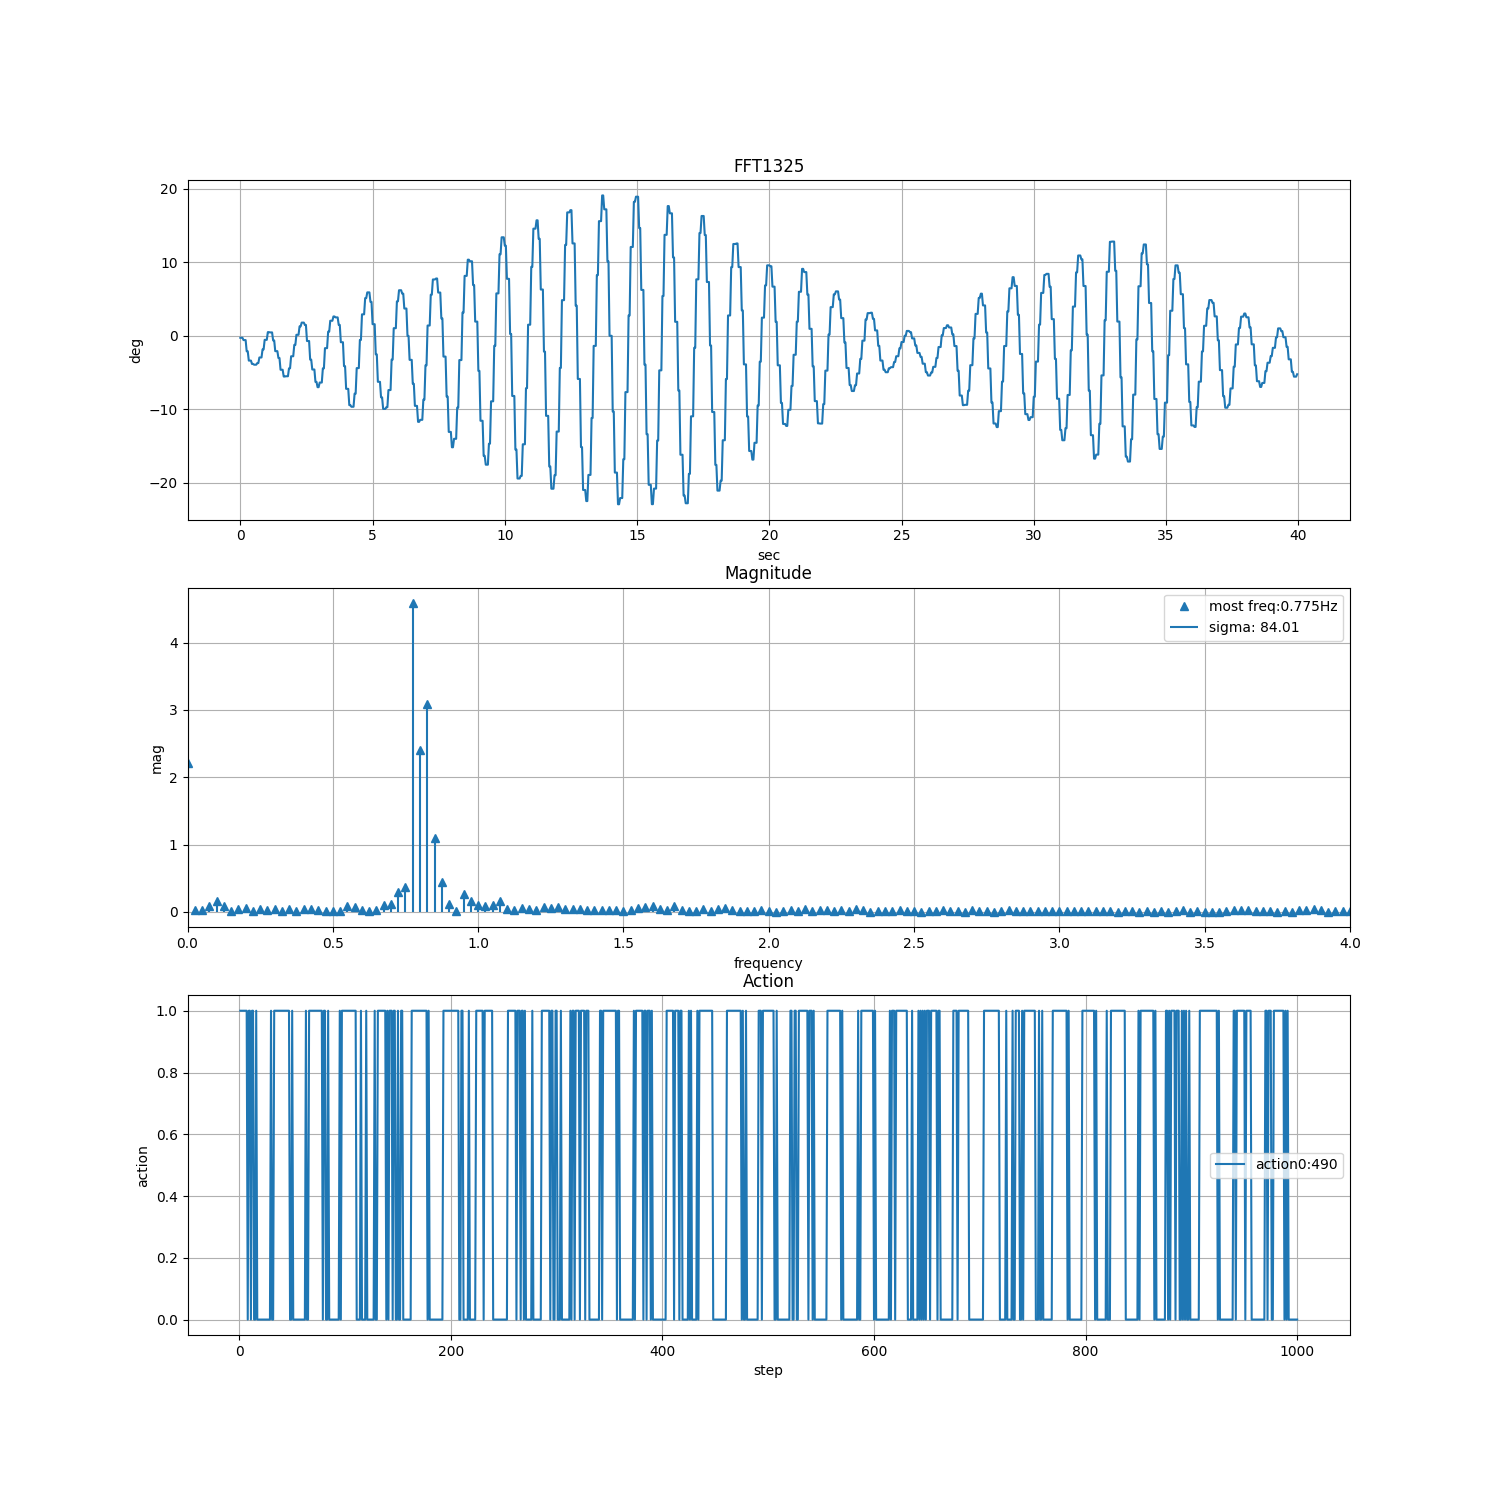 FFT1325
20
10
0
−10
−20
deg
0 5 10 15 20 25 30 35 40
sec
Magnitude
most freq:0.775Hz
sigma: 84.01
4
3
2
1
0
mag
0.0 0.5 1.0 1.5 2.0 2.5 3.0 3.5 4.0
frequency
Action
1.0
0.8
0.6
0.4
0.2
0.0
action
action0:490
0 200 400 600 800 1000
step